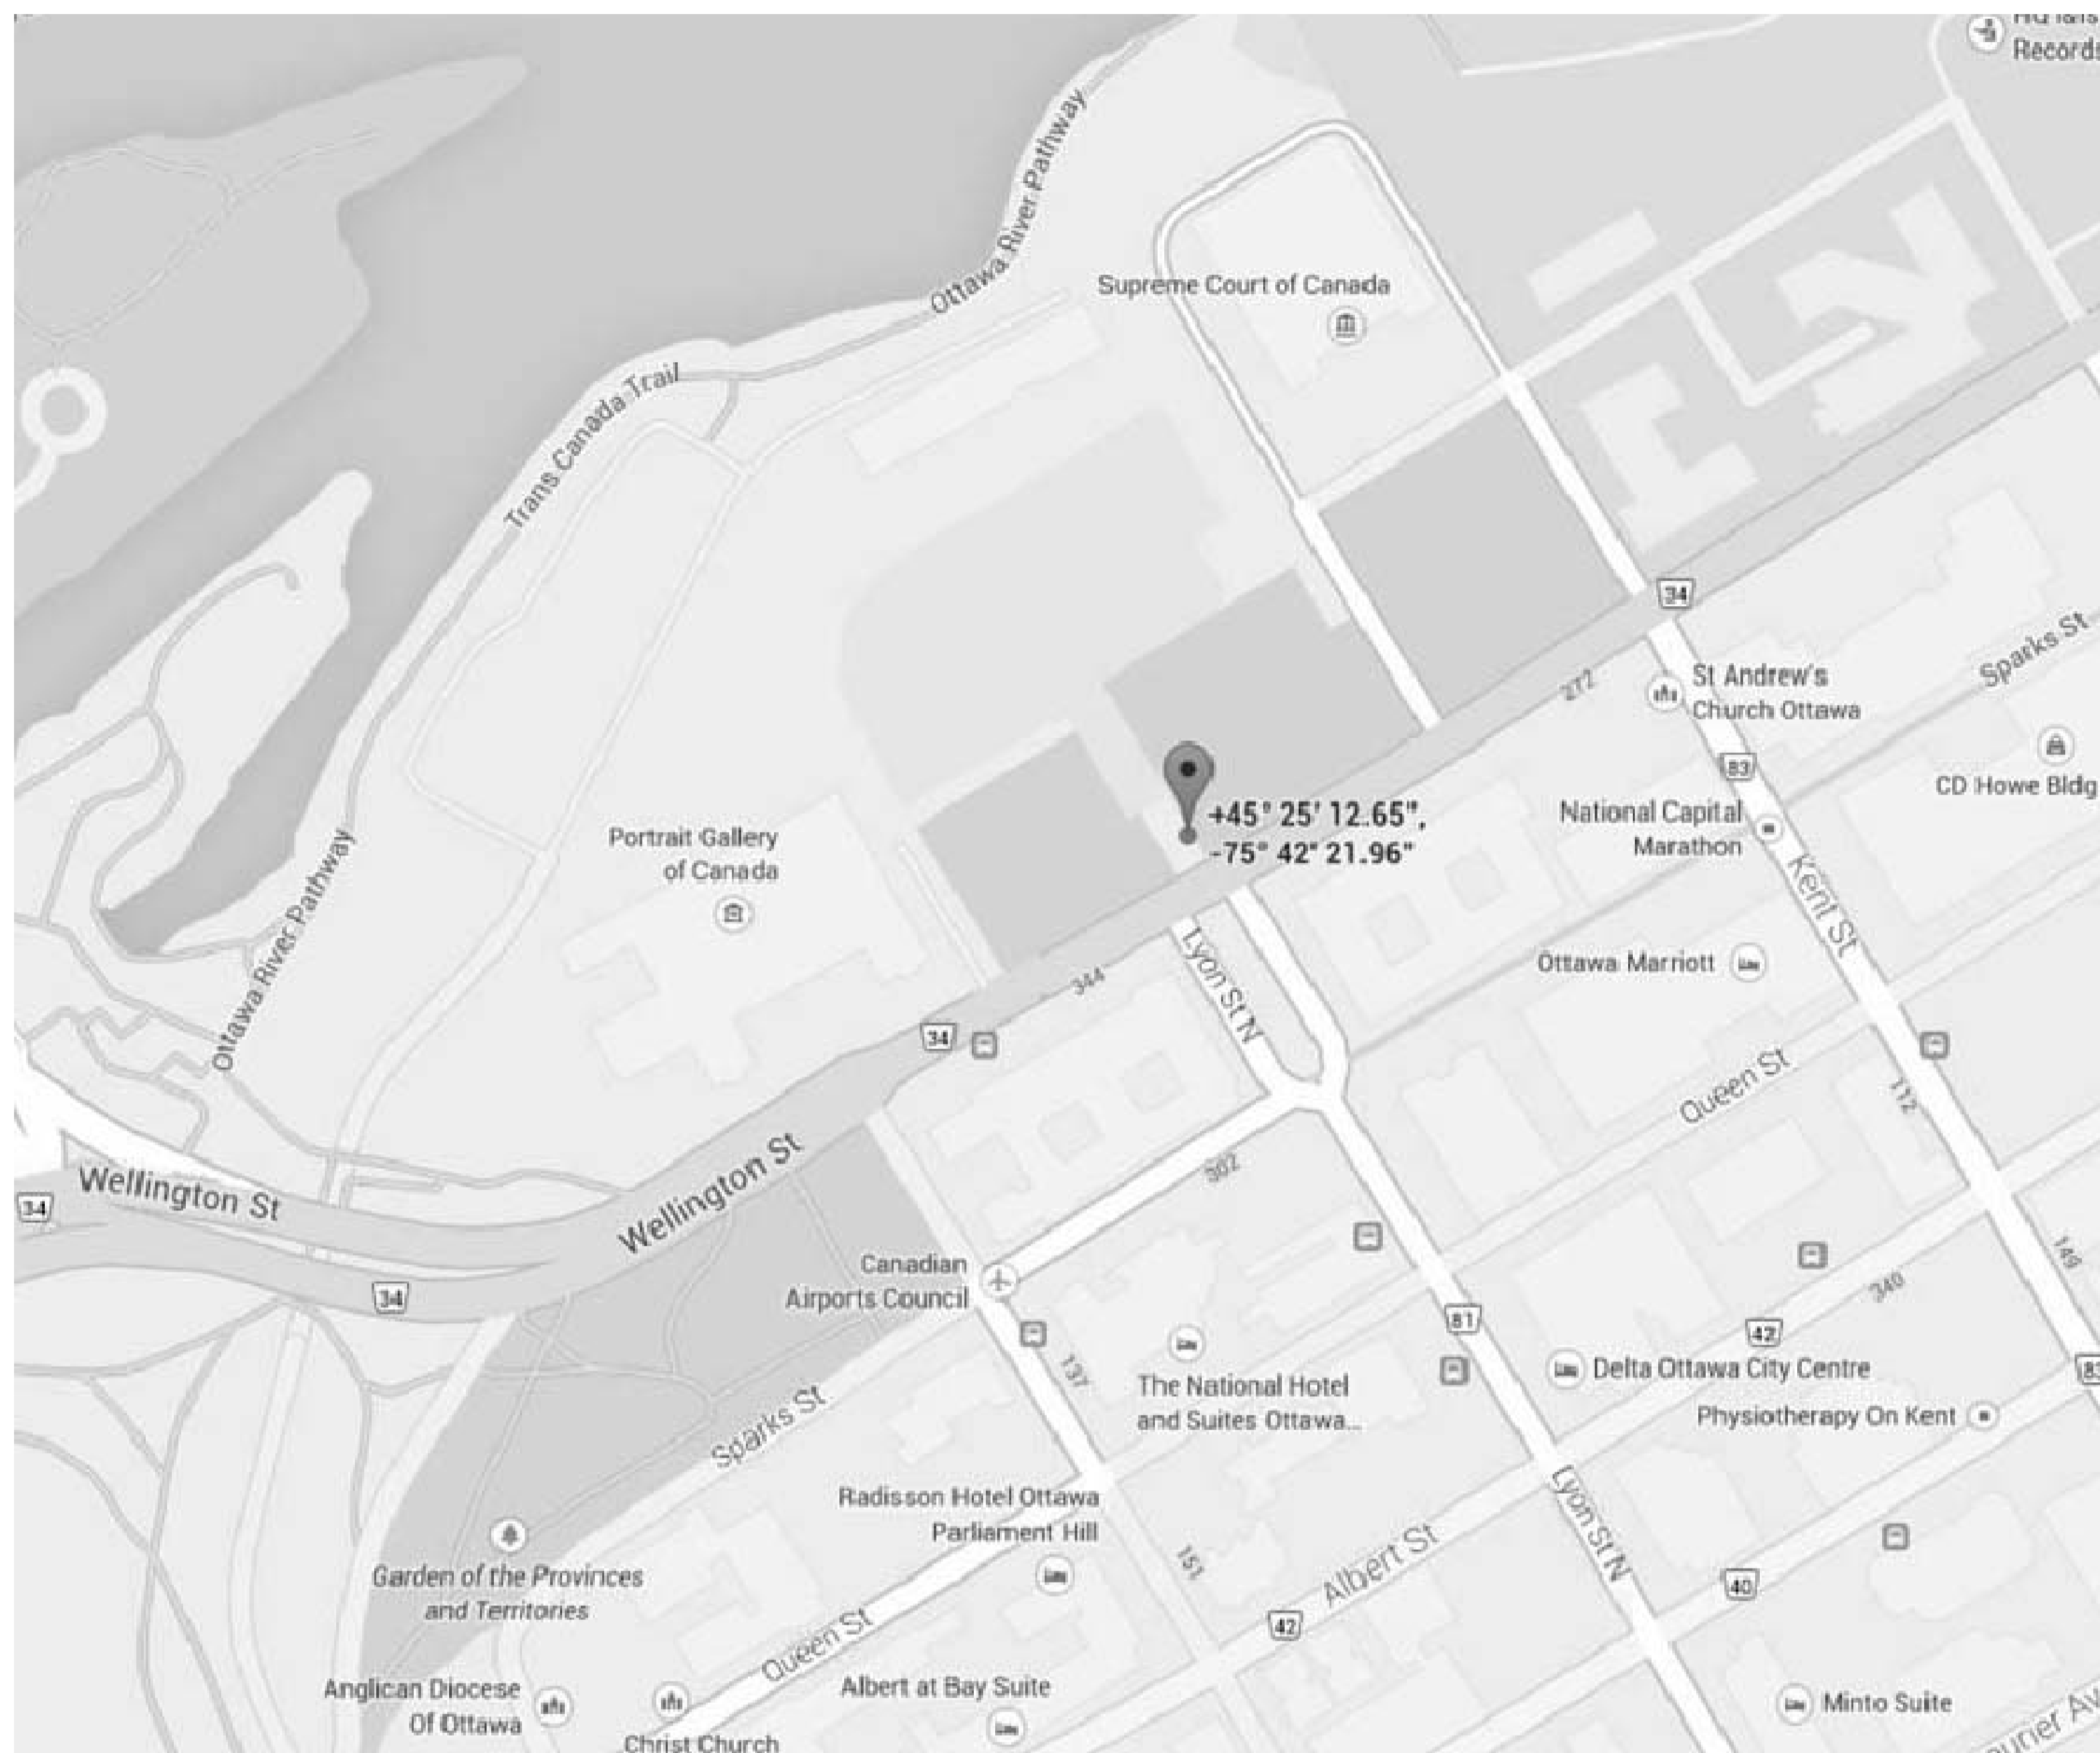 Records
Ottawa River Pathway
Supreme Court of Canada
Trans Canada Trail
34
272
St Andrew's
Church Ottawa
Sparks St
83
CD Howe Bldg
+45° 25' 12.65",
-75° 42' 21.96"
National Capital
Marathon
Portrait Gallery
of Canada
Kent St
Ottawa River Pathway
Lyon St N
Ottawa Marriott
344
34
Queen St
112
Wellington St
34
Wellington St
302
149
Canadian
Airports Council
34
340
81
42
137
The National Hotel
and Suites Ottawa...
Delta Ottawa City Centre
Physiotherapy On Kent
Sparks St
Radisson Hotel Ottawa
Parliament Hill
Lyon St N
Garden of the Provinces
and Territories
151
Albert St
40
42
Queen St
Anglican Diocese
Of Ottawa
Albert at Bay Suite
Minto Suite
Christ Church